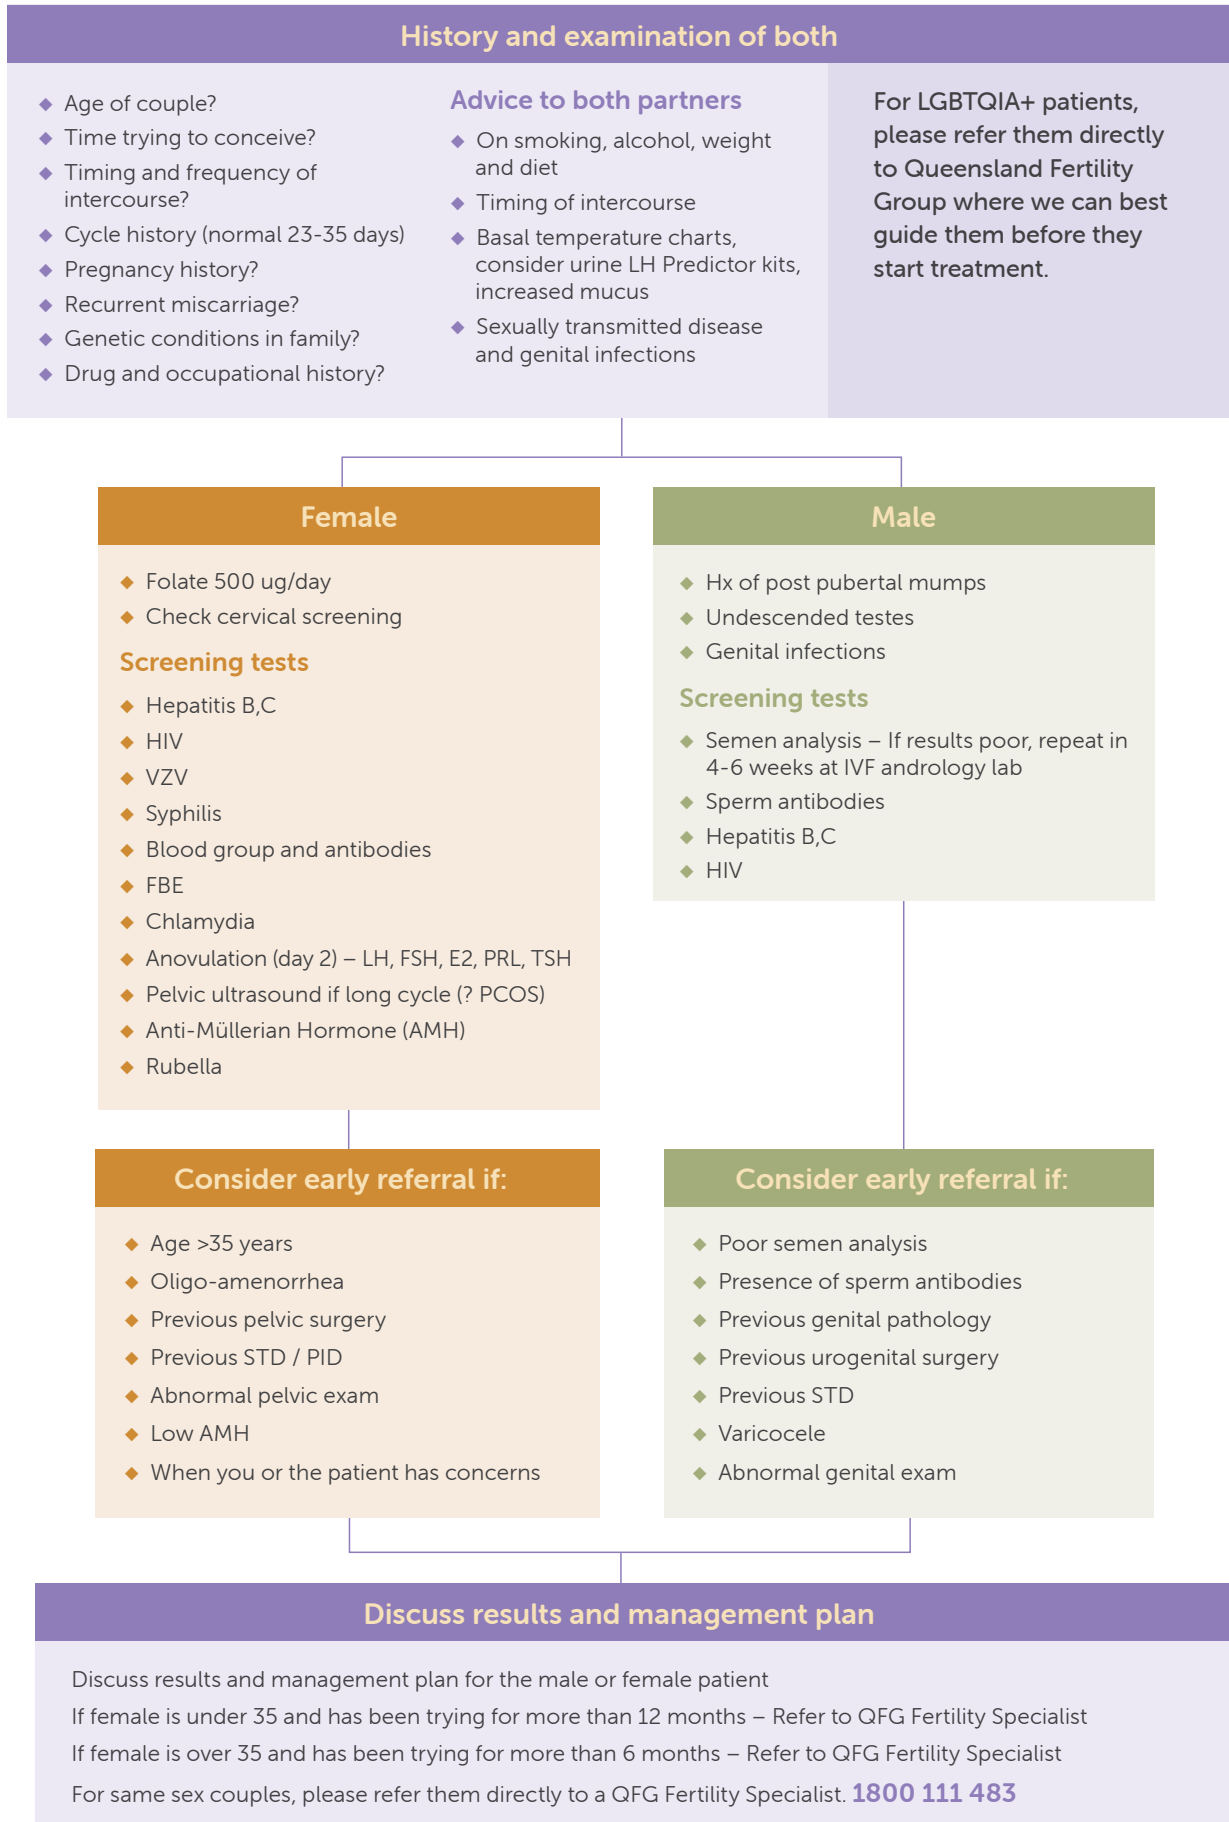 History and examination of both
Age of couple?
Time trying to conceive?
Timing and frequency of
intercourse?
Cycle history (normal 23-35 days)
Pregnancy history?
Recurrent miscarriage?
Genetic conditions in family?
Drug and occupational history?
Advice to both partners
On smoking, alcohol, weight
and diet
Timing of intercourse
Basal temperature charts,
consider urine LH Predictor kits,
increased mucus
Sexually transmitted disease
and genital infections
For LGBTQIA+ patients,
please refer them directly
to Queensland Fertility
Group where we can best
guide them before they
start treatment.
Female
Folate 500 ug/day
Check cervical screening
Screening tests
Hepatitis B,C
HIV
VZV
Syphilis
Blood group and antibodies
FBE
Chlamydia
Anovulation (day 2) – LH, FSH, E2, PRL, TSH
Pelvic ultrasound if long cycle (? PCOS)
Anti-Müllerian Hormone (AMH)
Rubella
Male
Hx of post pubertal mumps
Undescended testes
Genital infections
Screening tests
Semen analysis – If results poor, repeat in
4-6 weeks at IVF andrology lab
Sperm antibodies
Hepatitis B,C
HIV
Consider early referral if:
Age >35 years
Oligo-amenorrhea
Previous pelvic surgery
Previous STD / PID
Abnormal pelvic exam
Low AMH
When you or the patient has concerns
Consider early referral if:
Poor semen analysis
Presence of sperm antibodies
Previous genital pathology
Previous urogenital surgery
Previous STD
Varicocele
Abnormal genital exam
Discuss results and management plan
Discuss results and management plan for the male or female patient
If female is under 35 and has been trying for more than 12 months – Refer to QFG Fertility Specialist
If female is over 35 and has been trying for more than 6 months – Refer to QFG Fertility Specialist
For same sex couples, please refer them directly to a QFG Fertility Specialist. 1800 111 483